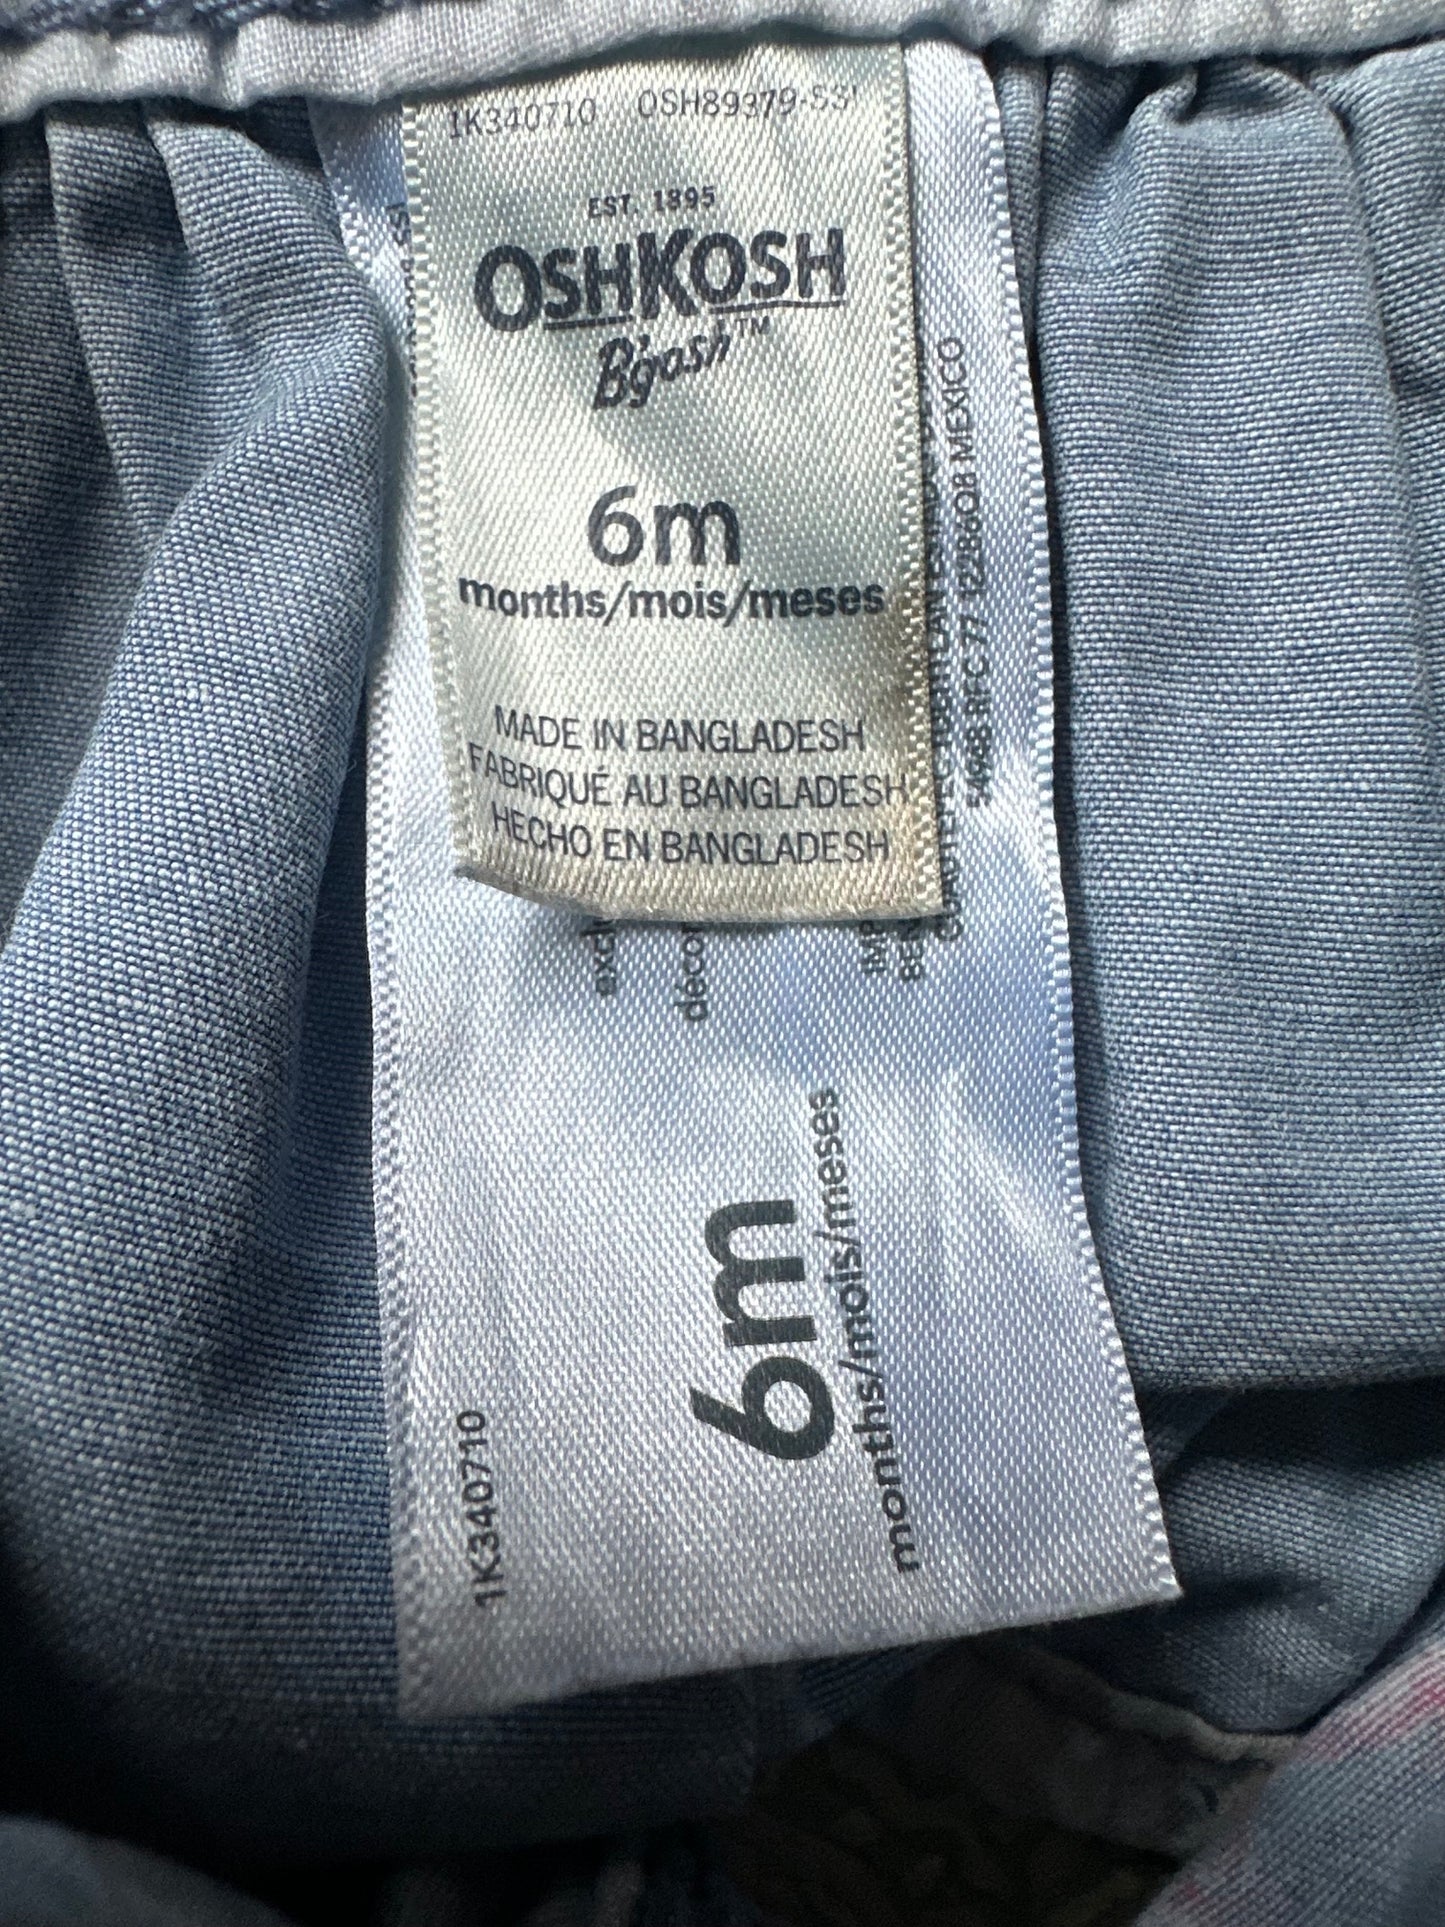 1K340710 OSH89379-SS
EST. 1895
OSHKOSH
B'gosh™
6m
months/mois/meses
MADE IN BANGLADESH
FABRIQUÉ AU BANGLADESH
HECHO EN BANGLADESH
MEXICO
6m
months/mois/meses
1K340710